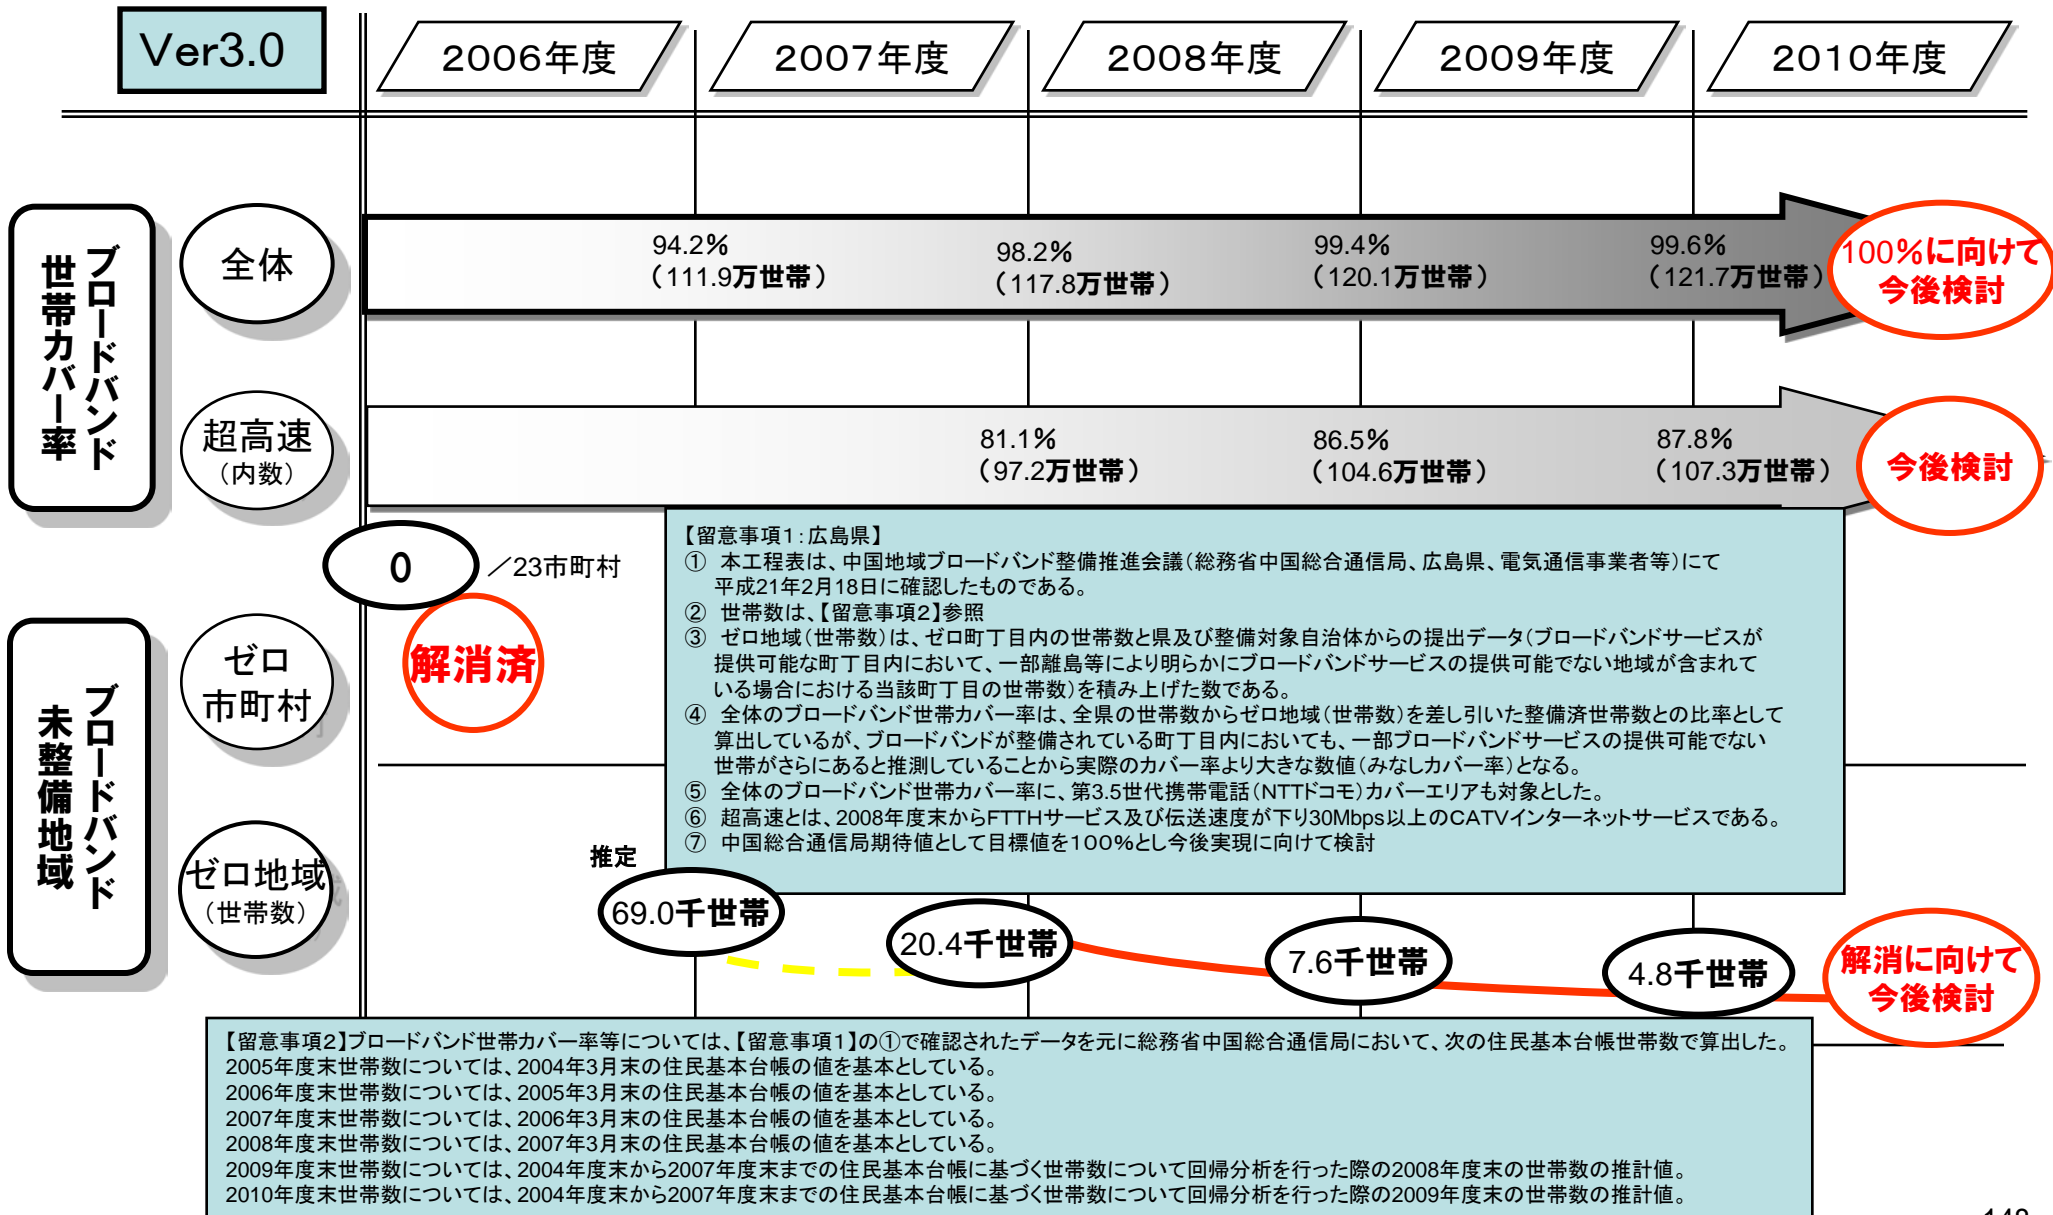 Ver3.0
2006年度
2007年度
2008年度
2009年度
2010年度
ブロードバンド
世帯カバー率
全体
94.2%
（111.9万世帯）
98.2%
（117.8万世帯）
99.4%
（120.1万世帯）
99.6%
（121.7万世帯）
100%に向けて
今後検討
超高速
（内数）
81.1%
（97.2万世帯）
86.5%
（104.6万世帯）
87.8%
（107.3万世帯）
今後検討
ブロードバンド
未整備地域
0
／23市町村
ゼロ
市町村
解消済
【留意事項1：広島県】
① 本工程表は、中国地域ブロードバンド整備推進会議（総務省中国総合通信局、広島県、電気通信事業者等）にて
平成21年2月18日に確認したものである。
② 世帯数は、【留意事項2】参照
③ ゼロ地域（世帯数）は、ゼロ町丁目内の世帯数と県及び整備対象自治体からの提出データ（ブロードバンドサービスが
提供可能な町丁目内において、一部離島等により明らかにブロードバンドサービスの提供可能でない地域が含まれて
いる場合における当該町丁目の世帯数）を積み上げた数である。
④ 全体のブロードバンド世帯カバー率は、全県の世帯数からゼロ地域（世帯数）を差し引いた整備済世帯数との比率として
算出しているが、ブロードバンドが整備されている町丁目内においても、一部ブロードバンドサービスの提供可能でない
世帯がさらにあると推測していることから実際のカバー率より大きな数値（みなしカバー率）となる。
⑤ 全体のブロードバンド世帯カバー率に、第3.5世代携帯電話（NTTドコモ）カバーエリアも対象とした。
⑥ 超高速とは、2008年度末からFTTHサービス及び伝送速度が下り30Mbps以上のCATVインターネットサービスである。
⑦ 中国総合通信局期待値として目標値を100%とし今後実現に向けて検討
ゼロ地域
（世帯数）
推定
69.0千世帯
20.4千世帯
7.6千世帯
4.8千世帯
解消に向けて
今後検討
【留意事項2】ブロードバンド世帯カバー率等については、【留意事項1】の①で確認されたデータを元に総務省中国総合通信局において、次の住民基本台帳世帯数で算出した。
2005年度末世帯数については、2004年3月末の住民基本台帳の値を基本としている。
2006年度末世帯数については、2005年3月末の住民基本台帳の値を基本としている。
2007年度末世帯数については、2006年3月末の住民基本台帳の値を基本としている。
2008年度末世帯数については、2007年3月末の住民基本台帳の値を基本としている。
2009年度末世帯数については、2004年度末から2007年度末までの住民基本台帳に基づく世帯数について回帰分析を行った際の2008年度末の世帯数の推計値。
2010年度末世帯数については、2004年度末から2007年度末までの住民基本台帳に基づく世帯数について回帰分析を行った際の2009年度末の世帯数の推計値。